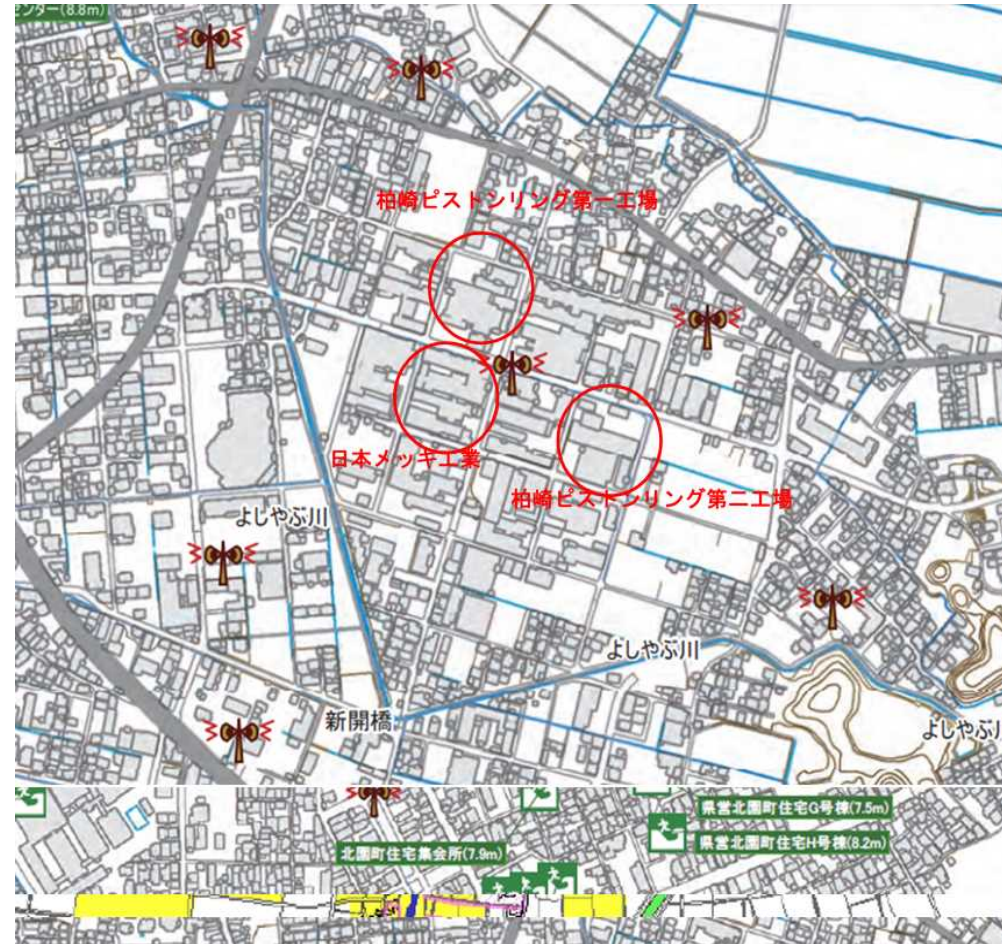 ンター(8.8m)
柏崎ピストンリング第一工場
日本メッキ工業
柏崎ピストンリング第二工場
よしやぶ川
よしやぶ川
新開橋
よしやぶ川
県営北園町住宅G号棟(7.5m)
県営北園町住宅H号棟(8.2m)
北園町住宅集会所(7.9m)